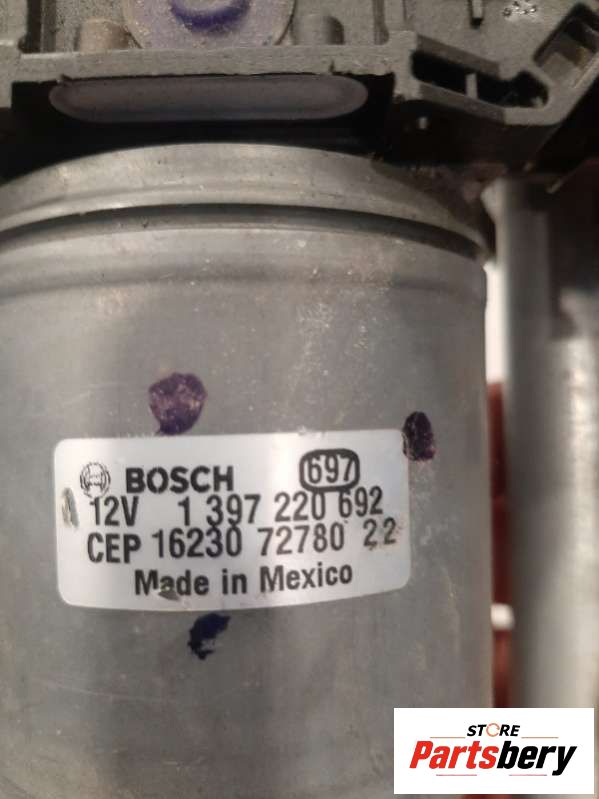 BOSCH 697
12V 1 397 220 692
CEP 16230 72780 22
Made in Mexico
STORE
Partsbery